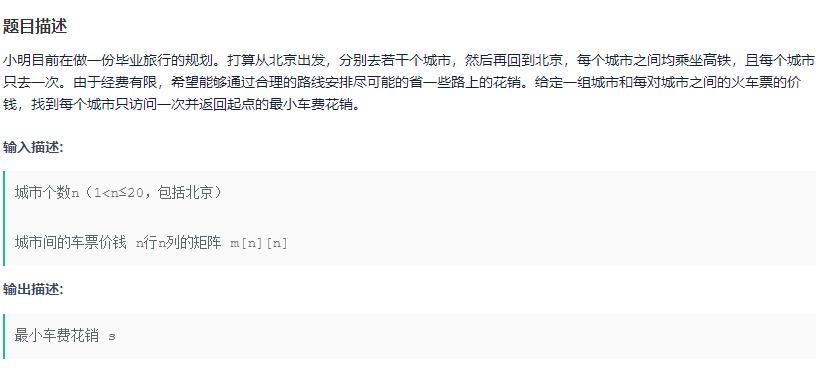 题目描述
小明目前在做一份毕业旅行的规划。打算从北京出发，分别去若干个城市，然后再回到北京，每个城市之间均乘坐高铁，且每个城市
只去一次。由于经费有限，希望能够通过合理的路线安排尽可能的省一些路上的花销。给定一组城市和每对城市之间的火车票的价
钱，找到每个城市只访问一次并返回起点的最小车费花销。
输入描述:
城市个数n（1<n≤20，包括北京）
城市间的车票价钱 n行n列的矩阵 m[n][n]
输出描述:
最小车费花销 s